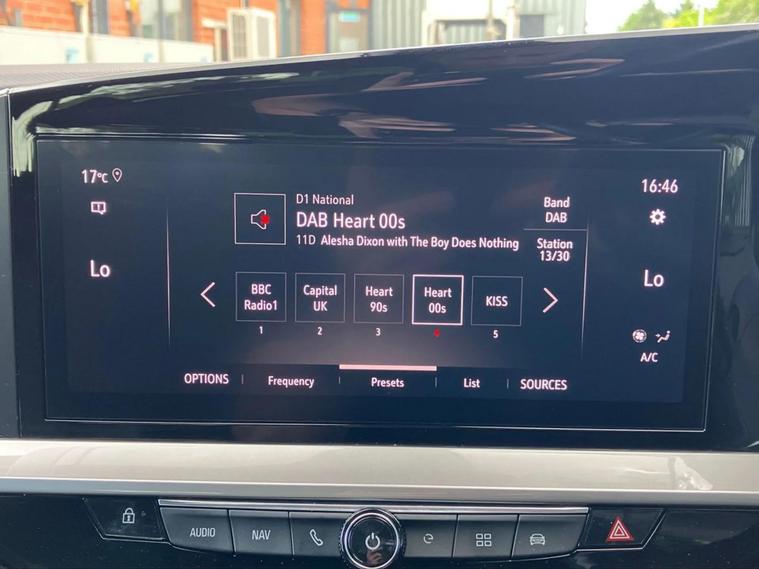 17°C
16:46
D1 National
DAB Heart 00s
11D Alesha Dixon with The Boy Does Nothing
Band
DAB
Station
13/30
Lo
Lo
BBC
Radio1
Capital
UK
Heart
90s
Heart
00s
KISS
1
2
3
4
5
A/C
OPTIONS
Frequency
Presets
List
SOURCES
AUDIO
NAV